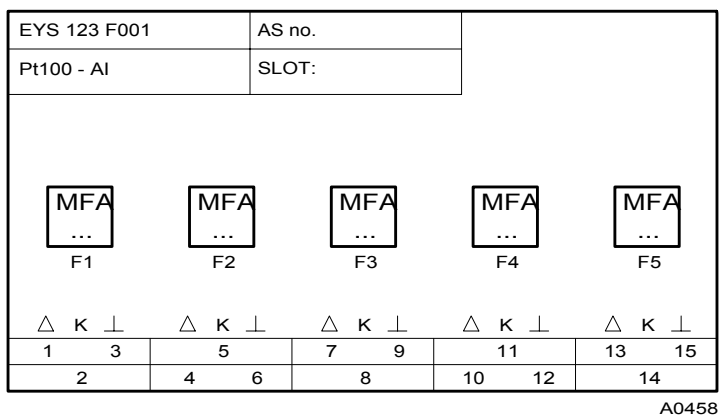 EYS 123 F001 AS no.
Pt100 - AI SLOT:
MFA MFA MFA MFA MFA
... ... ... ... ...
F1 F2 F3 F4 F5
△ K ⊥ △ K ⊥ △ K ⊥ △ K ⊥ △ K ⊥
1 3 5 7 9 11 13 15
2 4 6 8 10 12 14
A0458